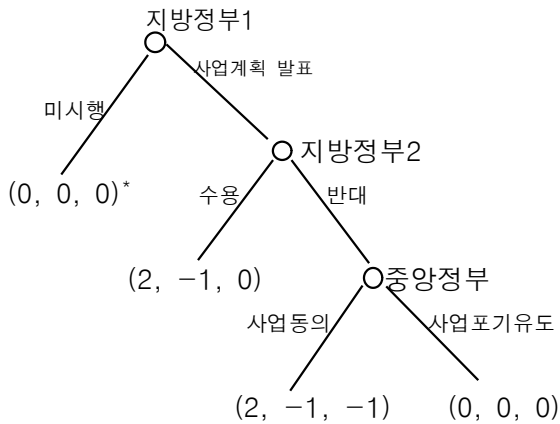 지방정부1
사업계획 발표
미시행
지방정부2
(0, 0, 0)*
수용
반대
(2, −1, 0)
중앙정부
사업동의
사업포기유도
(2, −1, −1)
(0, 0, 0)